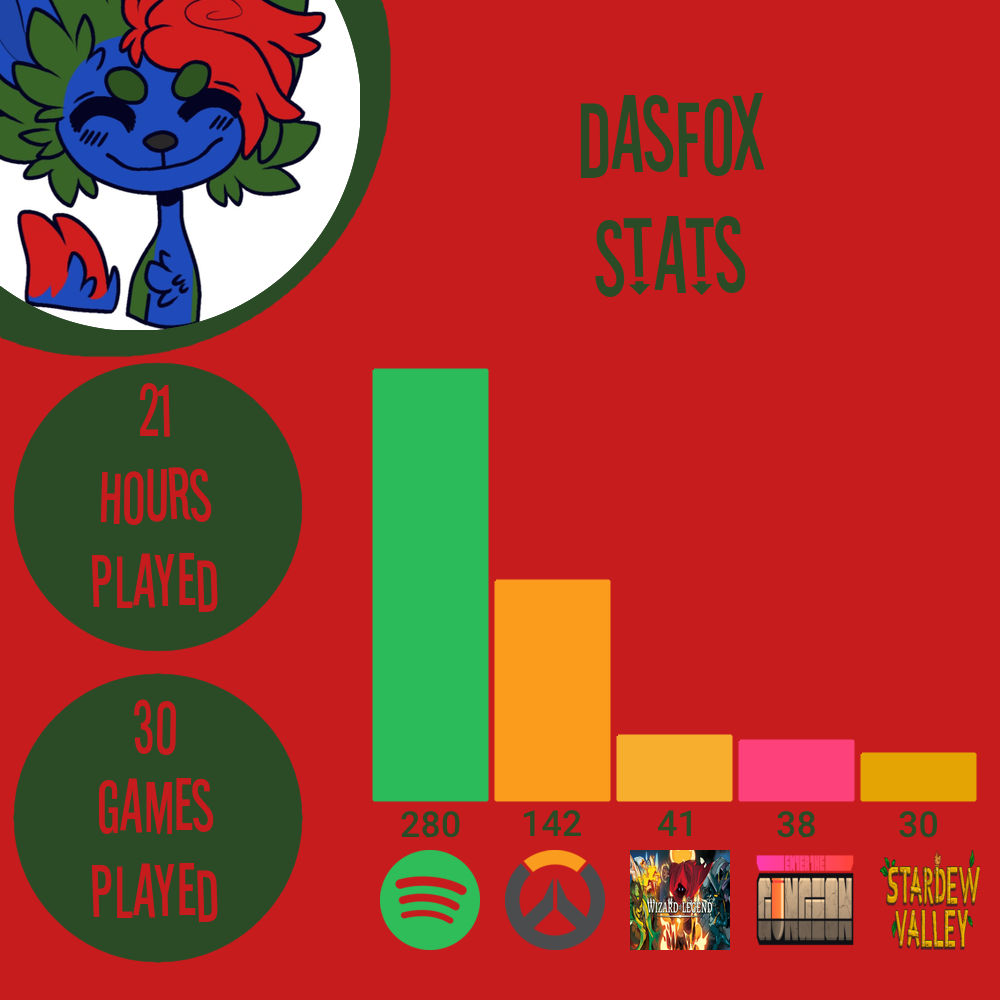 DASFOX
STATS
21
HOURS
PLAYED
30
GAMES
PLAYED
280
142
41
38
30
WIZARD OF LEGEND
ENTER THE
GUNGEON
STARDEW
VALLEY